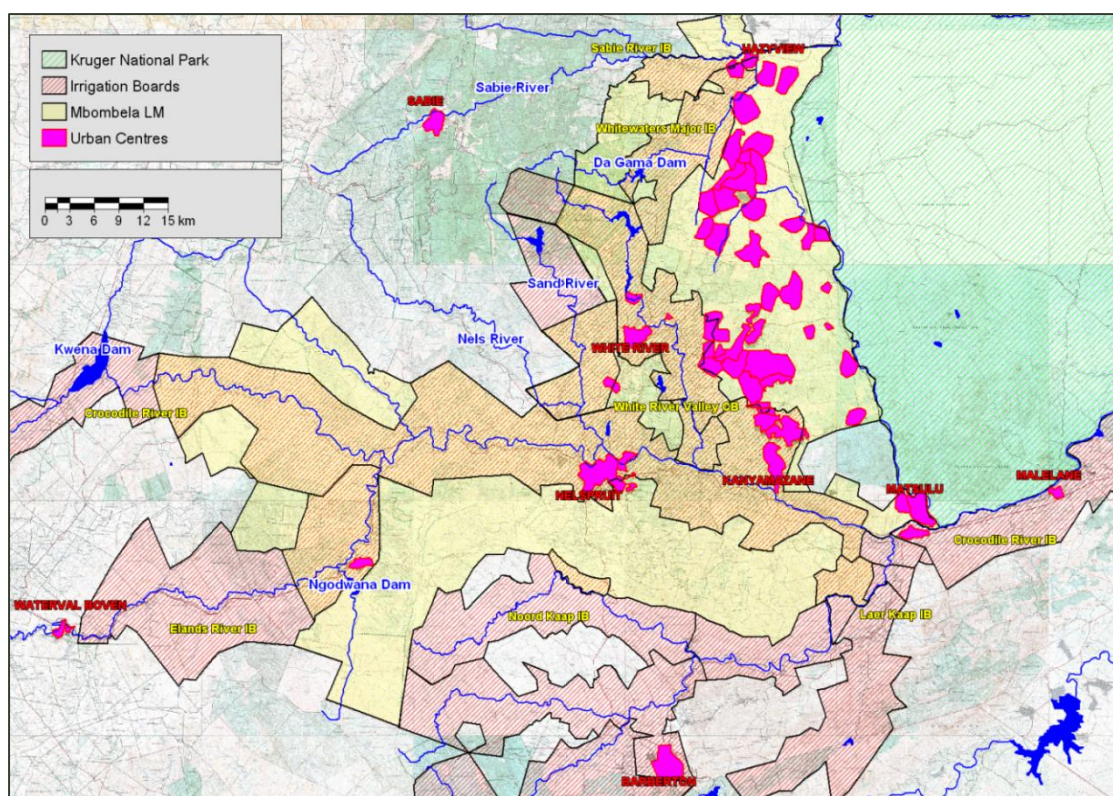 Kruger National Park
Irrigation Boards
Mbombela LM
Urban Centres
0 3 6 9 12 15 km
Sabie River IB
HAZYVIEW
Sabie River
SABIE
Whitewaters Major IB
Da Gama Dam
Sand River
Nels River
WHITE RIVER
Kwena Dam
Crocodile River IB
White River Valley CB
NELSPRUIT
KANYAMAZANE
MATSULU
MALELANE
Crocodile River IB
Ngodwana Dam
WATERVAL BOVEN
Elands River IB
Noord Kaap IB
Laer Kaap IB
BARBERTON